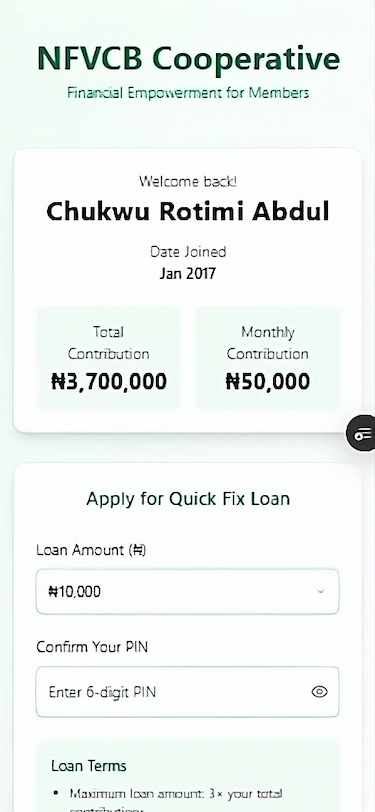 NFVCB Cooperative
Financial Empowerment for Members
Welcome back!
Chukwu Rotimi Abdul
Date Joined
Jan 2017
Total
Contribution
₦3,700,000
Monthly
Contribution
₦50,000
Apply for Quick Fix Loan
Loan Amount (₦)
₦10,000
Confirm Your PIN
Enter 6-digit PIN
Loan Terms
• Maximum loan amount: 3× your total
contributions